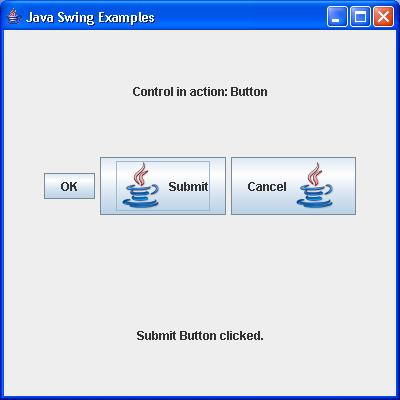 Java Swing Examples
Control in action: Button
OK Submit Cancel
Submit Button clicked.